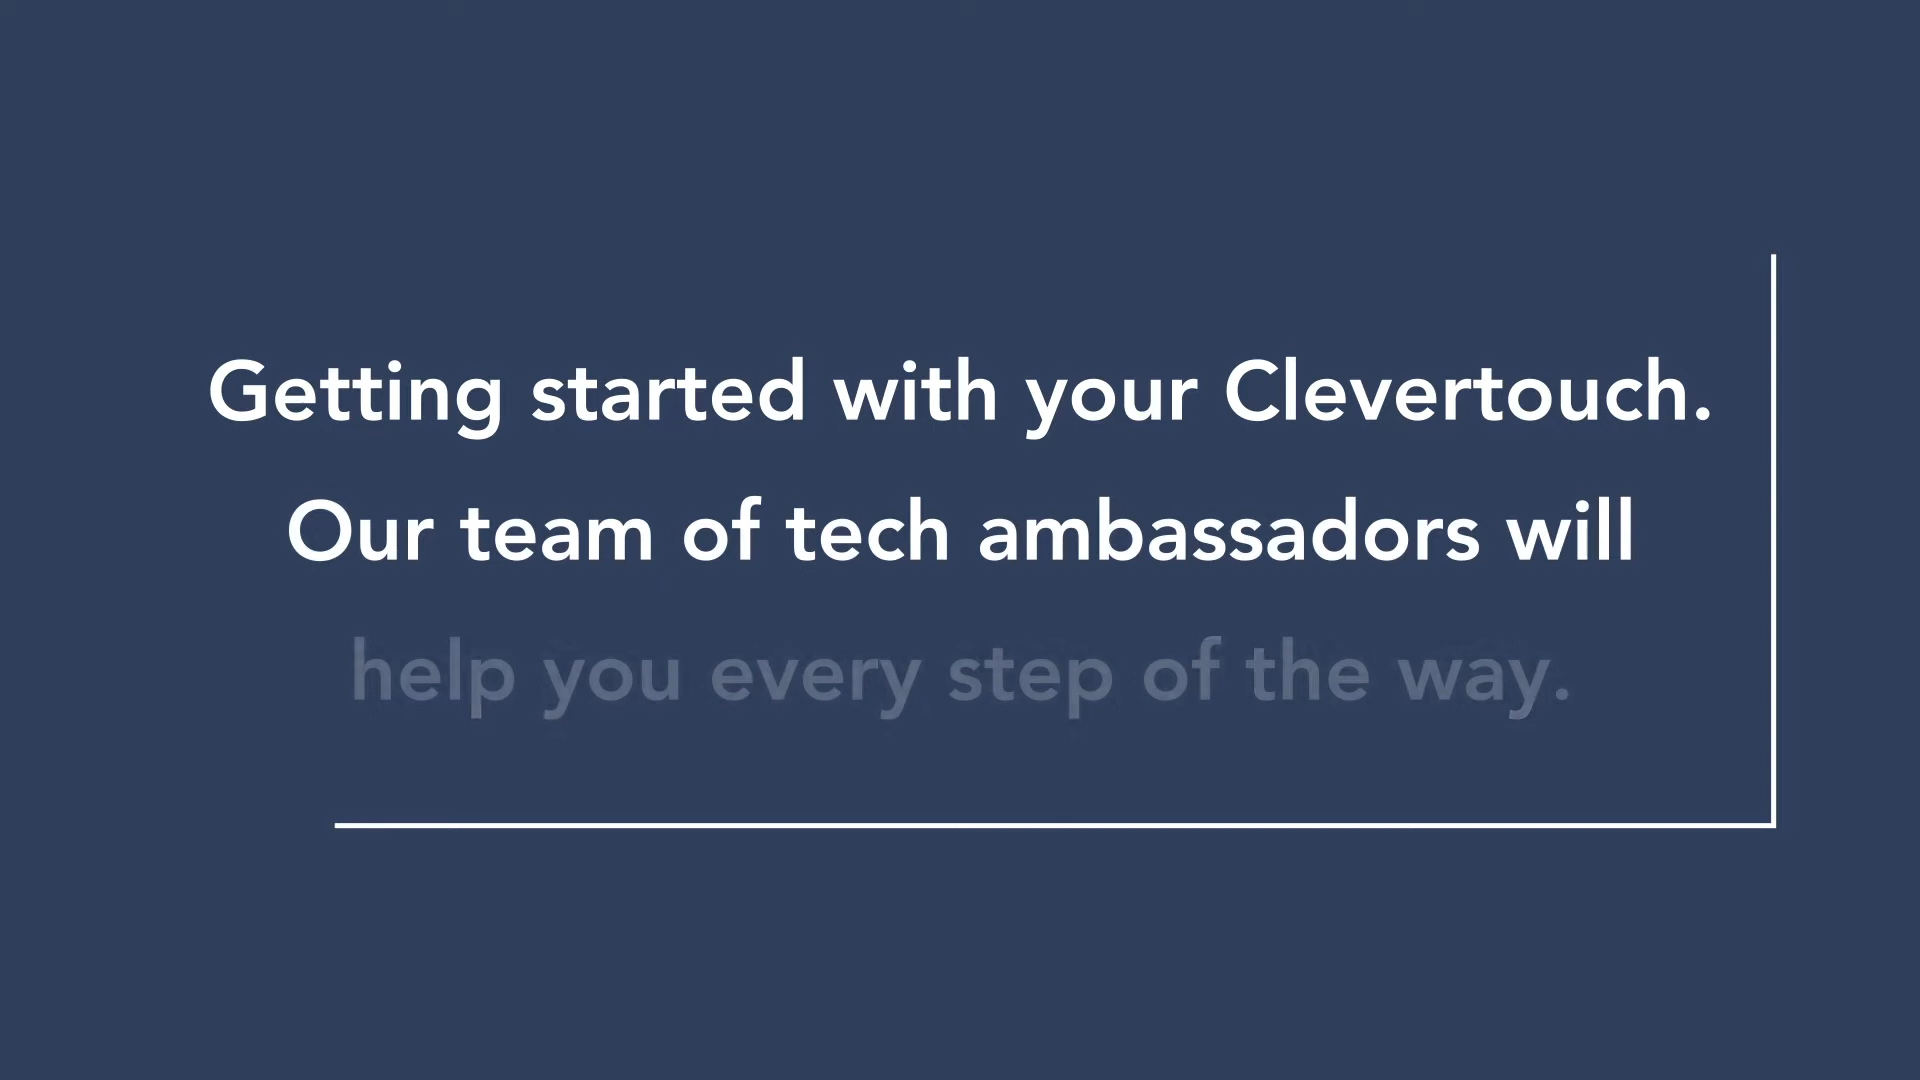 Getting started with your Clevertouch.
Our team of tech ambassadors will
help you every step of the way.